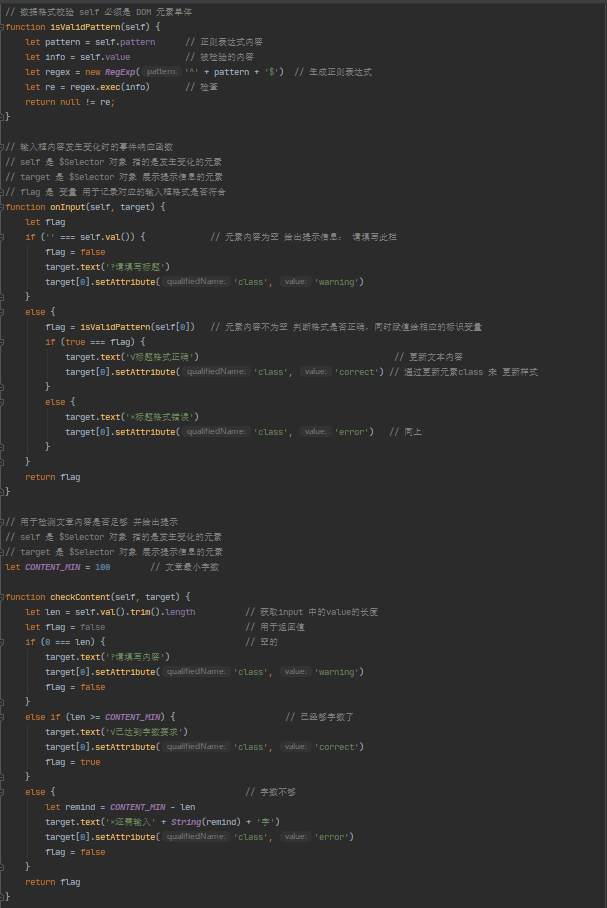 // 数据格式校验 self 必须是 DOM 元素单体
function isValidPattern(self) {
let pattern = self.pattern // 正则表达式内容
let info = self.value // 被检验的内容
let regex = new RegExp( pattern: '^' + pattern + '$') // 生成正则表达式
let re = regex.exec(info) // 检查
return null != re;
}
// 输入框内容发生变化时的事件响应函数
// self 是 $Selector 对象 指的是发生变化的元素
// target 是 $Selector 对象 展示提示信息的元素
// flag 是 变量 用于记录对应的输入框格式是否符合
function onInput(self, target) {
let flag
if ('' === self.val()) { // 元素内容为空 给出提示信息： 请填写此栏
flag = false
target.text('?请填写标题')
target[0].setAttribute( qualifiedName: 'class', value: 'warning')
}
else {
flag = isValidPattern(self[0]) // 元素内容不为空 判断格式是否正确，同时赋值给相应的标识变量
if (true === flag) {
target.text('√标题格式正确') // 更新文本内容
target[0].setAttribute( qualifiedName: 'class', value: 'correct') // 通过更新元素class 来 更新样式
}
else {
target.text('×标题格式错误')
target[0].setAttribute( qualifiedName: 'class', value: 'error') // 同上
}
}
return flag
}
// 用于检测文章内容是否足够 并给出提示
// self 是 $Selector 对象 指的是发生变化的元素
// target 是 $Selector 对象 展示提示信息的元素
let CONTENT_MIN = 100 // 文章最小字数
function checkContent(self, target) {
let len = self.val().trim().length // 获取input 中的value的长度
let flag = false // 用于返回值
if (0 === len) { // 空的
target.text('?请填写内容')
target[0].setAttribute( qualifiedName: 'class', value: 'warning')
flag = false
}
else if (len >= CONTENT_MIN) { // 已经够字数了
target.text('√已达到字数要求')
target[0].setAttribute( qualifiedName: 'class', value: 'correct')
flag = true
}
else { // 字数不够
let remind = CONTENT_MIN - len
target.text('×还需输入' + String(remind) + '字')
target[0].setAttribute( qualifiedName: 'class', value: 'error')
flag = false
}
return flag
}